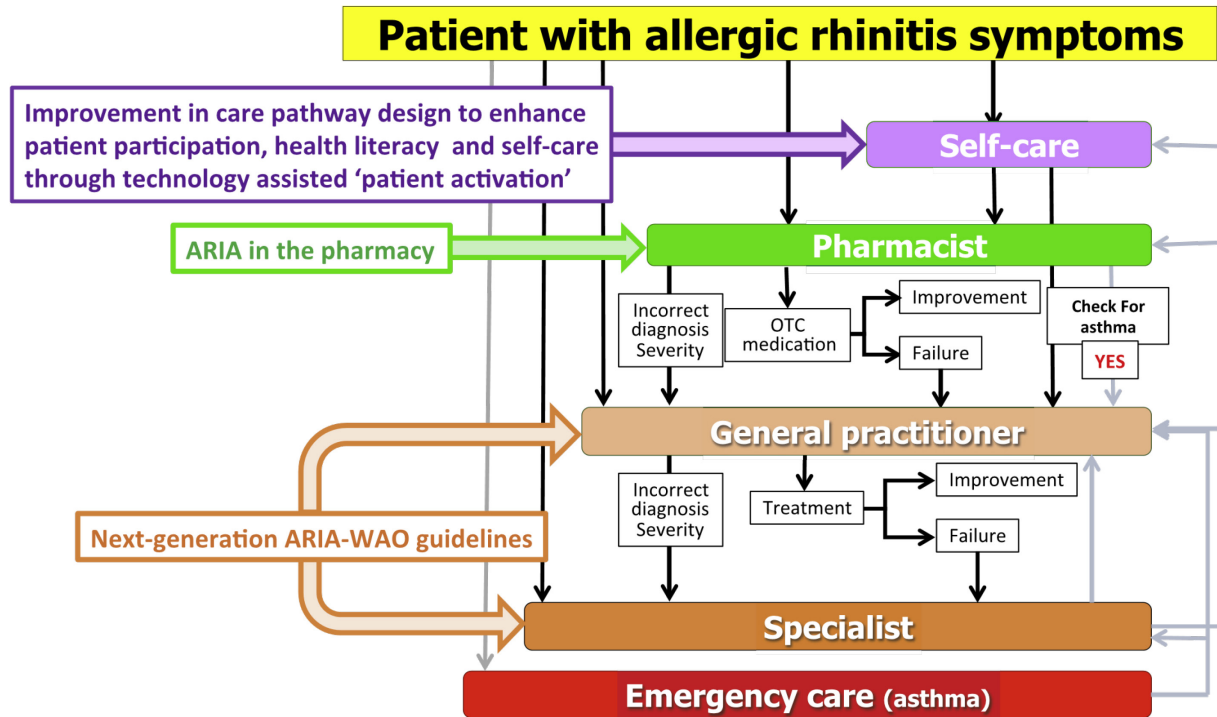 Patient with allergic rhinitis symptoms
Improvement in care pathway design to enhance
patient participation, health literacy and self-care
through technology assisted ‘patient activation’
Self-care
ARIA in the pharmacy
Pharmacist
Incorrect
diagnosis
Severity
OTC
medication
Improvement
Failure
Check For
asthma
YES
General practitioner
Next-generation ARIA-WAO guidelines
Incorrect
diagnosis
Severity
Treatment
Improvement
Failure
Specialist
Emergency care (asthma)